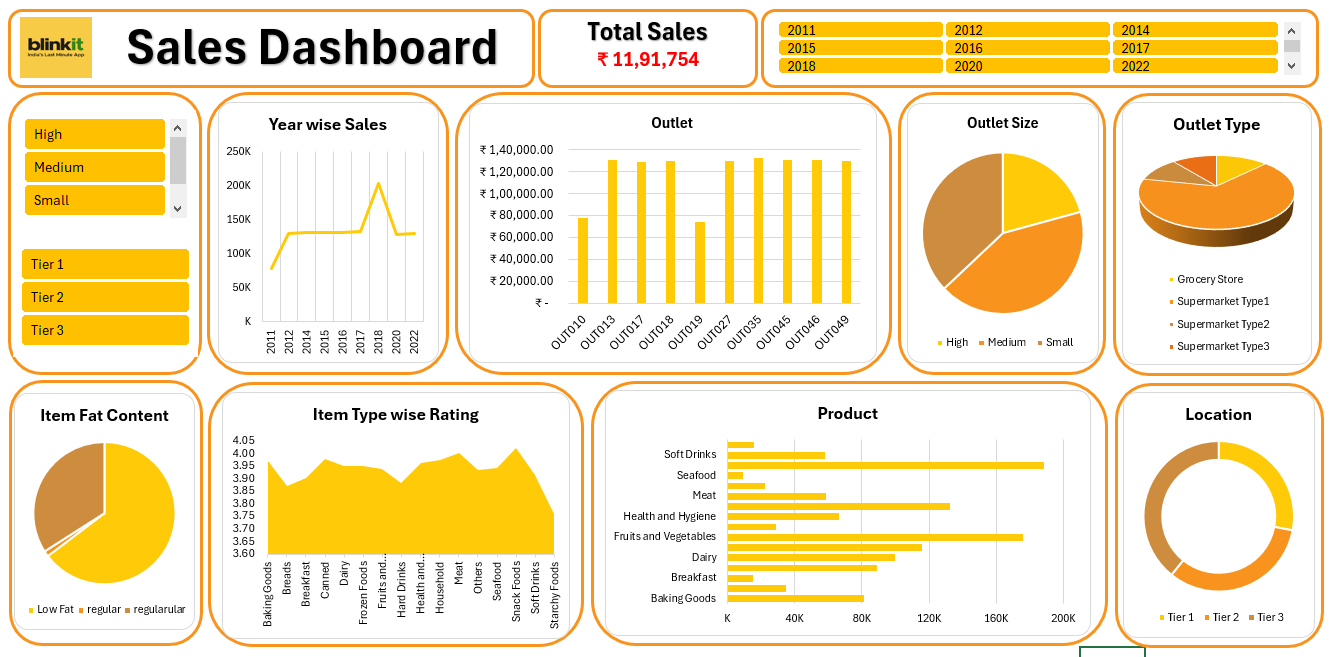 blinkit
India's Last Minute App
Sales Dashboard
Total Sales
₹ 11,91,754
2011 2012 2014
2015 2016 2017
2018 2020 2022
High
Medium
Small
Tier 1
Tier 2
Tier 3
Year wise Sales
250K
200K
150K
100K
50K
K
2011 2012 2014 2015 2016 2017 2018 2020 2022
Outlet
₹ 1,40,000.00
₹ 1,20,000.00
₹ 1,00,000.00
₹ 80,000.00
₹ 60,000.00
₹ 40,000.00
₹ 20,000.00
₹ -
OUT010 OUT013 OUT017 OUT018 OUT019 OUT027 OUT035 OUT045 OUT046 OUT049
Outlet Size
High Medium Small
Outlet Type
Grocery Store
Supermarket Type1
Supermarket Type2
Supermarket Type3
Item Fat Content
Low Fat regular regularular
Item Type wise Rating
4.05
4.00
3.95
3.90
3.85
3.80
3.75
3.70
3.65
3.60
Baking Goods
Breads
Breakfast
Canned
Dairy
Frozen Foods
Fruits and...
Hard Drinks
Health and...
Household
Meat
Others
Seafood
Snack Foods
Soft Drinks
Starchy Foods
Product
Soft Drinks
Seafood
Meat
Health and Hygiene
Fruits and Vegetables
Dairy
Breakfast
Baking Goods
K 40K 80K 120K 160K 200K
Location
Tier 1 Tier 2 Tier 3